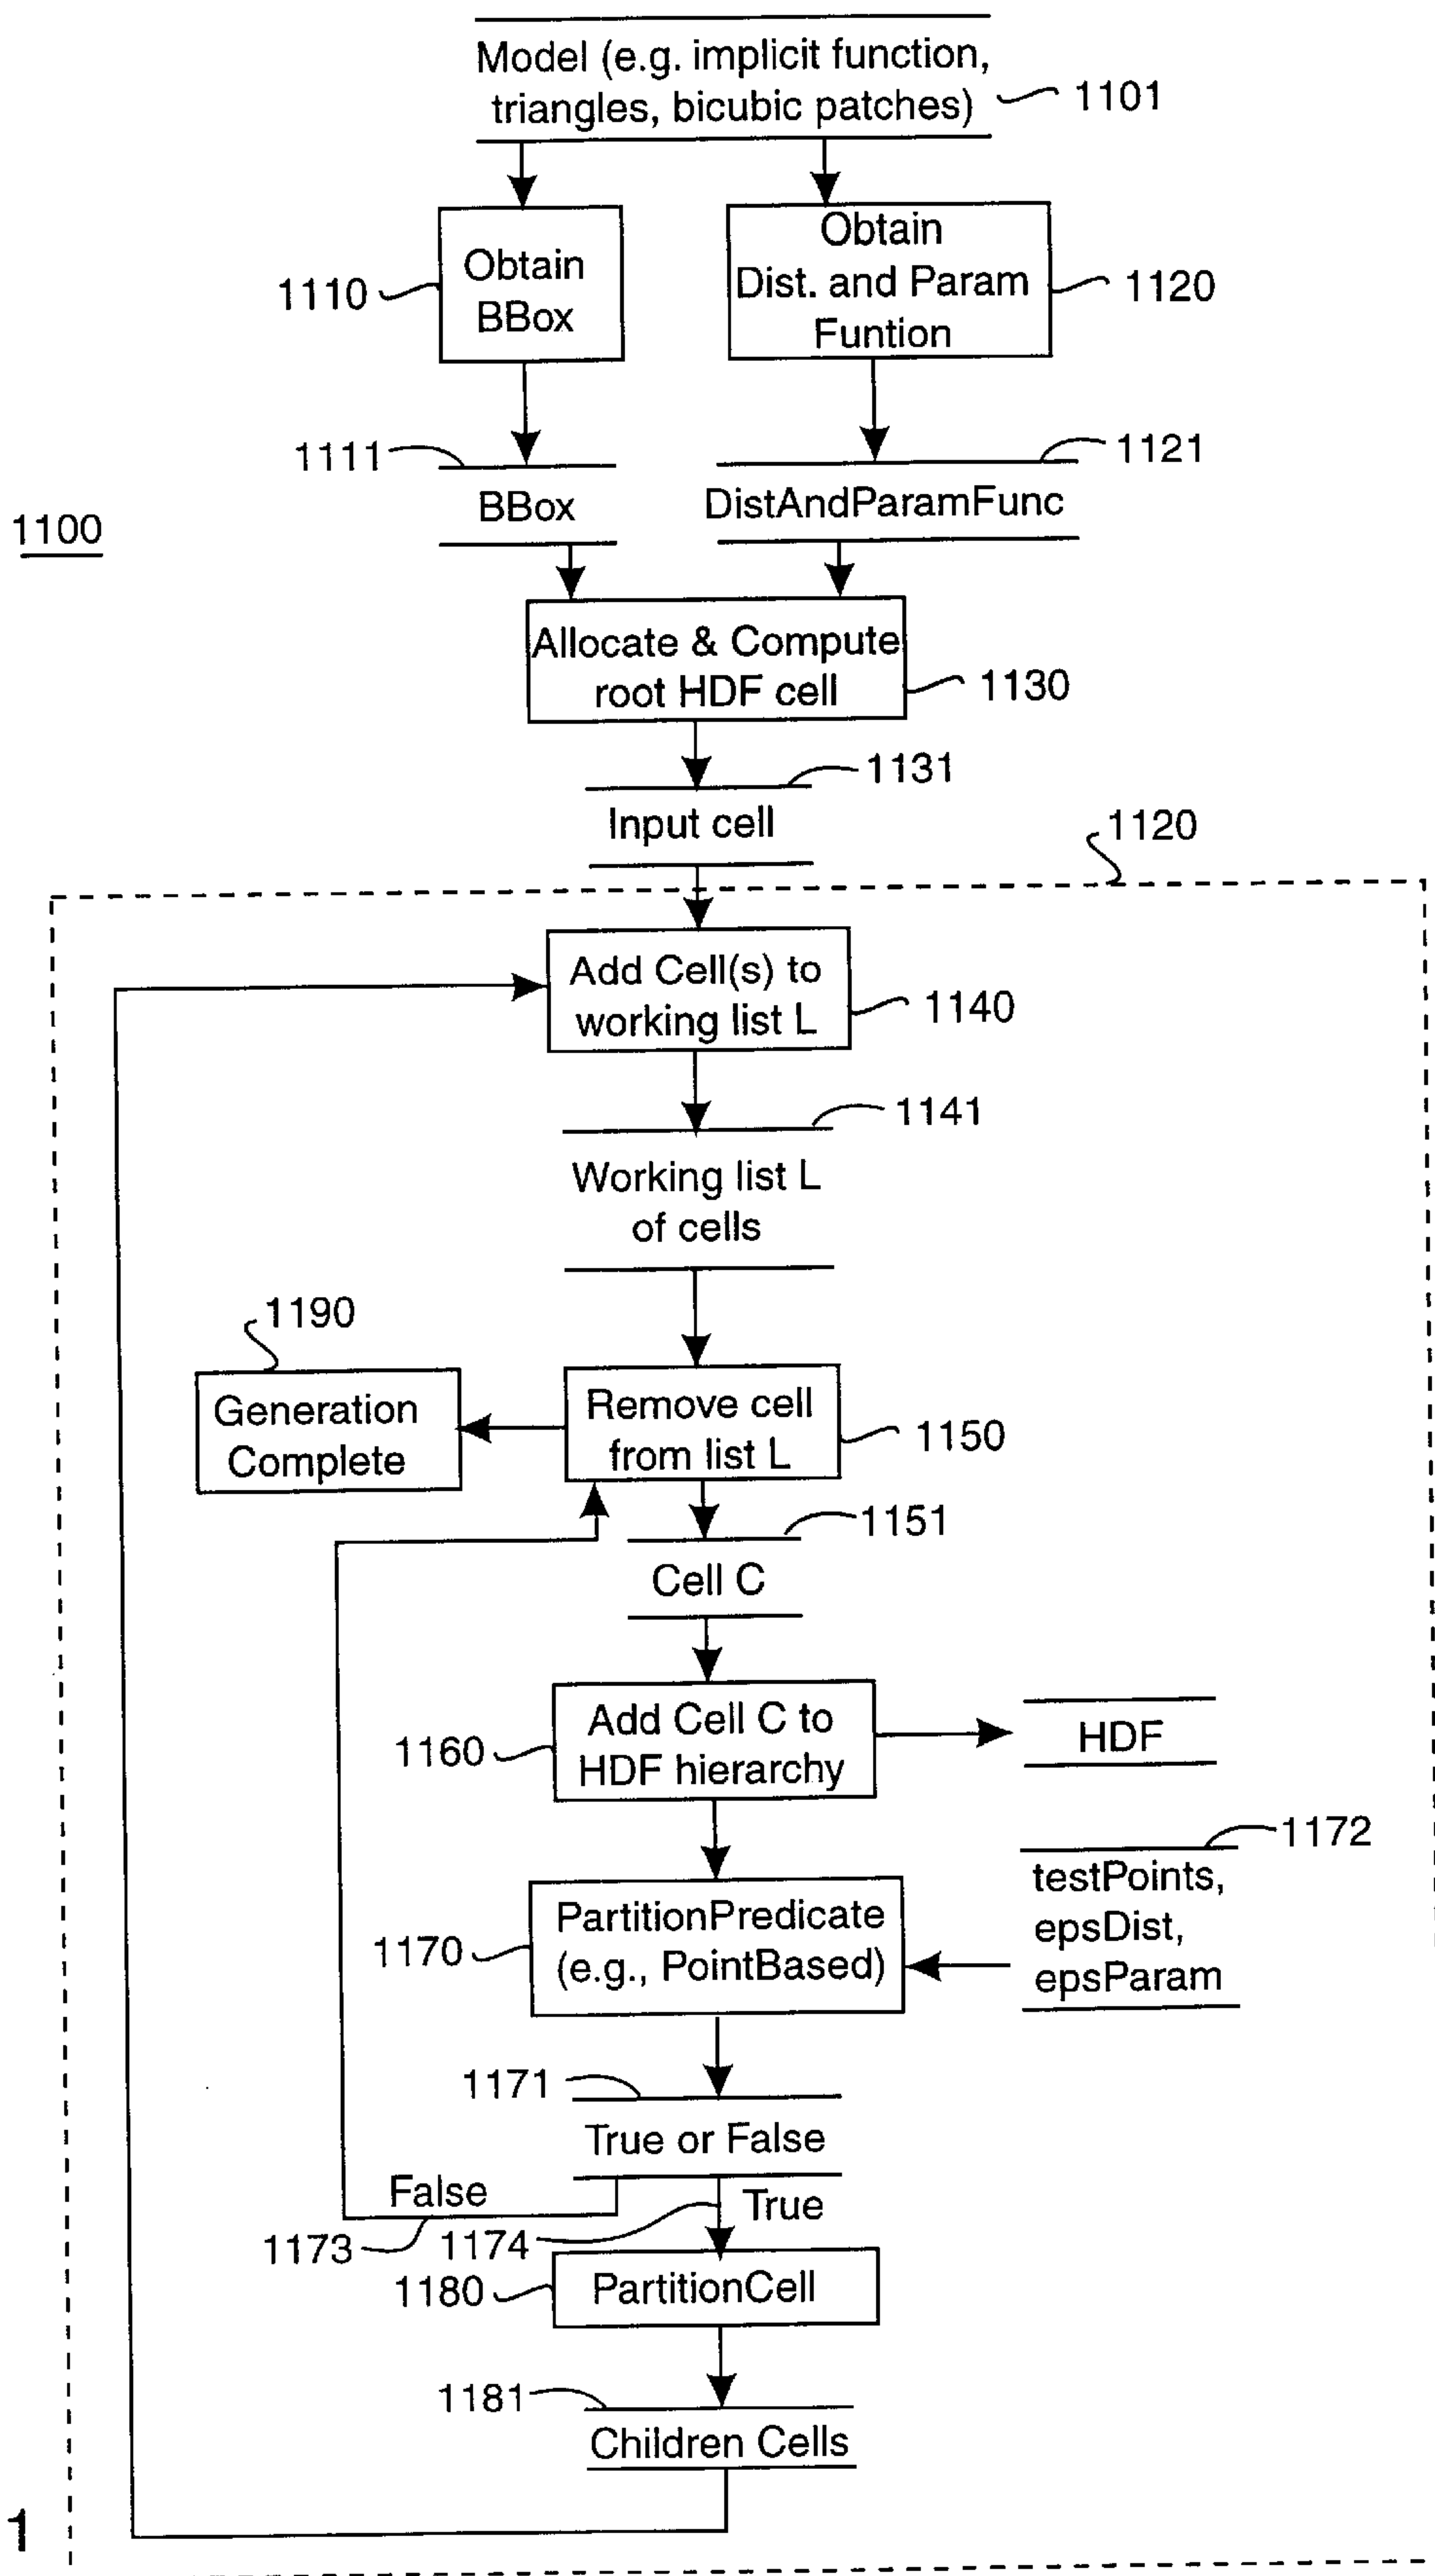 Model (e.g. implicit function,
triangles, bicubic patches)
1101
Obtain
BBox
1110
Obtain
Dist. and Param
Funtion
1120
1111
BBox
1121
DistAndParamFunc
1100
Allocate & Compute
root HDF cell
1130
1131
Input cell
1120
Add Cell(s) to
working list L
1140
1141
Working list L
of cells
1190
Generation
Complete
Remove cell
from list L
1150
1151
Cell C
1160
Add Cell C to
HDF hierarchy
HDF
1170
PartitionPredicate
(e.g., PointBased)
1172
testPoints,
epsDist,
epsParam
1171
True or False
False
True
1173
1174
1180
PartitionCell
1181
Children Cells
1